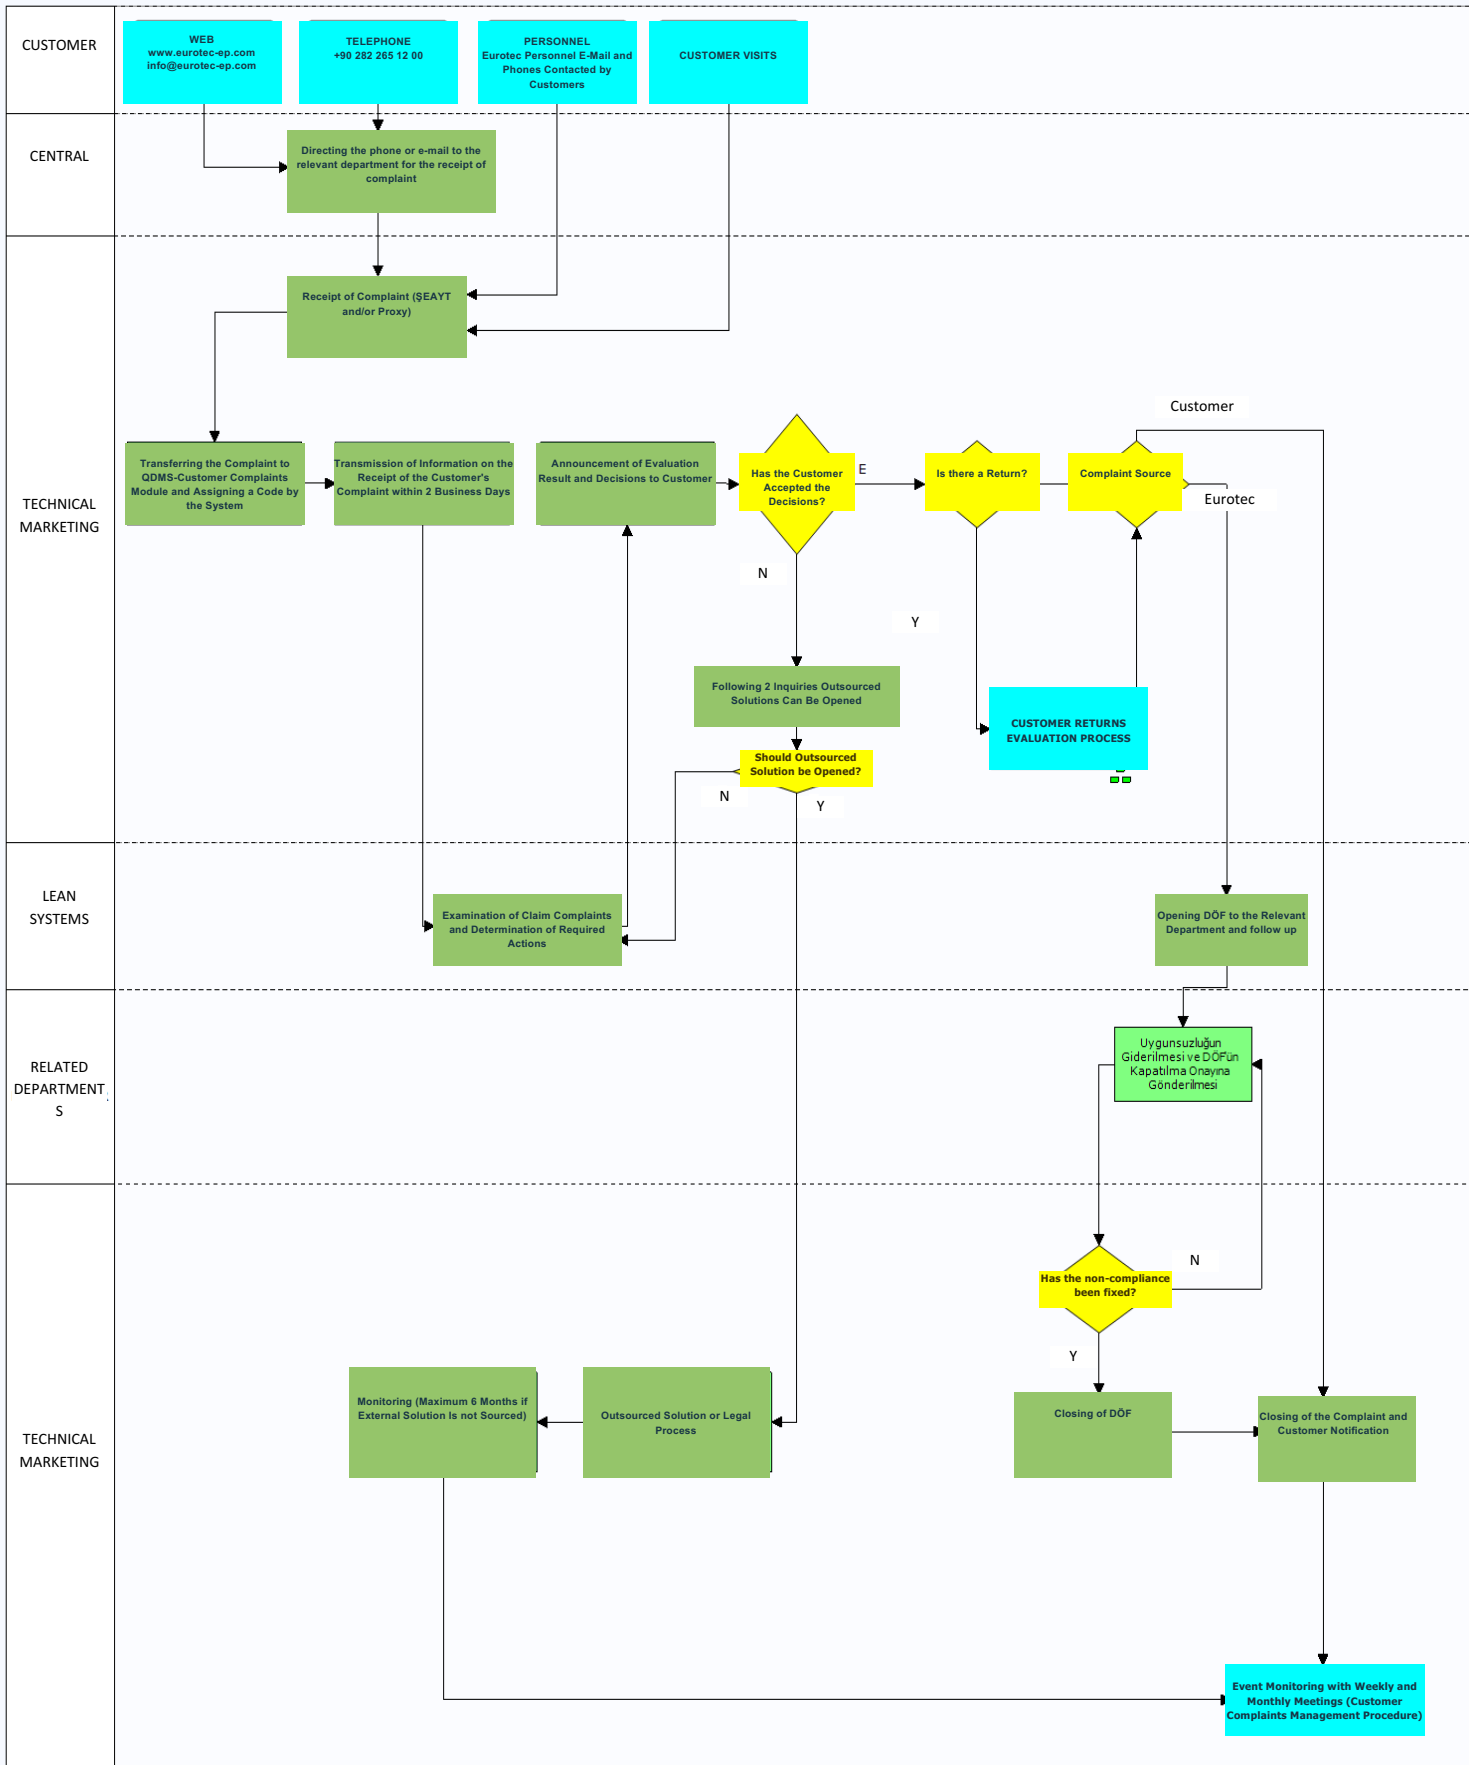 CUSTOMER
WEB
www.eurotec-ep.com
info@eurotec-ep.com
TELEPHONE
+90 282 265 12 00
PERSONNEL
Eurotec Personnel E-Mail and
Phones Contacted by
Customers
CUSTOMER VISITS
CENTRAL
Directing the phone or e-mail to the
relevant department for the receipt of
complaint
Receipt of Complaint (ŞEAYT
and/or Proxy)
TECHNICAL
MARKETING
Transferring the Complaint to
QDMS-Customer Complaints
Module and Assigning a Code by
the System
Transmission of Information on the
Receipt of the Customer's
Complaint within 2 Business Days
Announcement of Evaluation
Result and Decisions to Customer
Has the Customer
Accepted the
Decisions?
E
Is there a Return?
Complaint Source
Customer
Eurotec
N
Y
Following 2 Inquiries Outsourced
Solutions Can Be Opened
CUSTOMER RETURNS
EVALUATION PROCESS
Should Outsourced
Solution be Opened?
N
Y
LEAN
SYSTEMS
Examination of Claim Complaints
and Determination of Required
Actions
Opening DÖF to the Relevant
Department and follow up
RELATED
DEPARTMENT
S
Uygunsuzluğun
Giderilmesi ve DÖF'ün
Kapatılma Onayına
Gönderilmesi
Has the non-compliance
been fixed?
N
Y
TECHNICAL
MARKETING
Monitoring (Maximum 6 Months if
External Solution Is not Sourced)
Outsourced Solution or Legal
Process
Closing of DÖF
Closing of the Complaint and
Customer Notification
Event Monitoring with Weekly and
Monthly Meetings (Customer
Complaints Management Procedure)